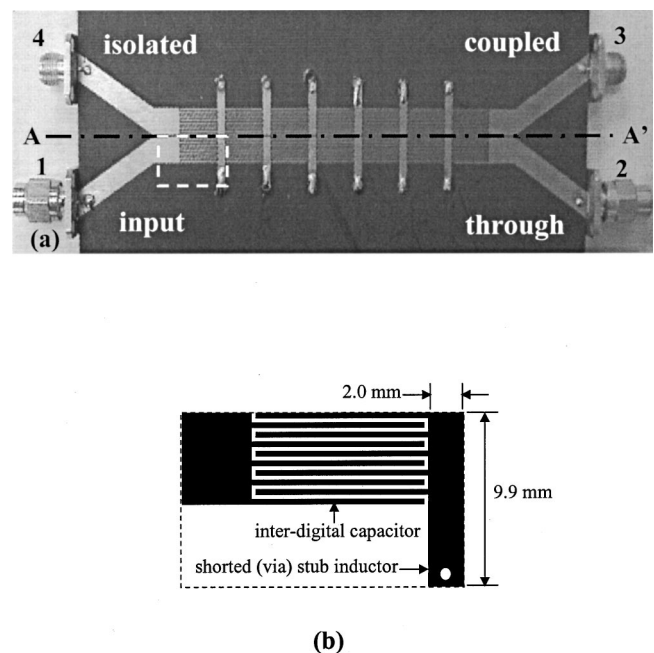 4
isolated
coupled
3
A
A'
1
2
input
through
(a)
2.0 mm
9.9 mm
inter-digital capacitor
shorted (via) stub inductor
(b)